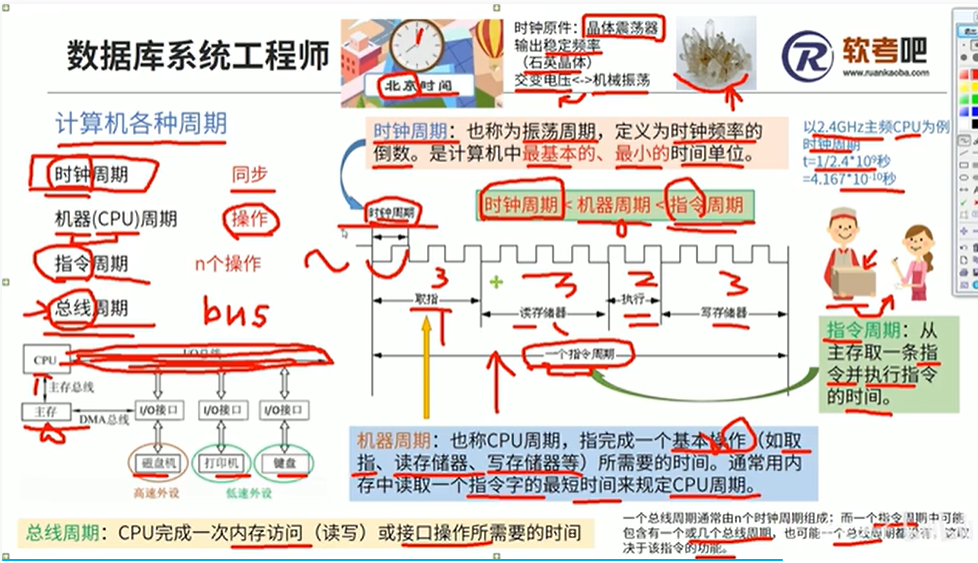 数据库系统工程师
北京时间
时钟原件：晶体震荡器
输出稳定频率
（石英晶体）
交变电压<->机械振荡
软考吧
www.ruankaoba.com
计算机各种周期
时钟周期 同步
机器(CPU)周期 操作
指令周期 n个操作
总线周期 bus
时钟周期：也称为振荡周期，定义为时钟频率的
倒数。是计算机中最基本的、最小的时间单位。
以2.4GHz主频CPU为例
时钟周期
t=1/2.4*10⁹秒
=4.167*10⁻¹⁰秒
时钟周期 < 机器周期 < 指令周期
时钟周期
3 3 2 3
取指 读存储器 执行 写存储器
一个指令周期
指令周期：从
主存取一条指
令并执行指令
的时间。
CPU
I/O总线
主存总线
主存
DMA总线
I/O接口 I/O接口 I/O接口
磁盘机 打印机 键盘
高速外设 低速外设
机器周期：也称CPU周期，指完成一个基本操作（如取
指、读存储器、写存储器等）所需要的时间。通常用内
存中读取一个指令字的最短时间来规定CPU周期。
总线周期：CPU完成一次内存访问（读写）或接口操作所需要的时间
一个总线周期通常由n个时钟周期组成；而一个指令周期中可能
包含有一个或几个总线周期，也可能一个总线周期都没有，这取
决于该指令的功能。